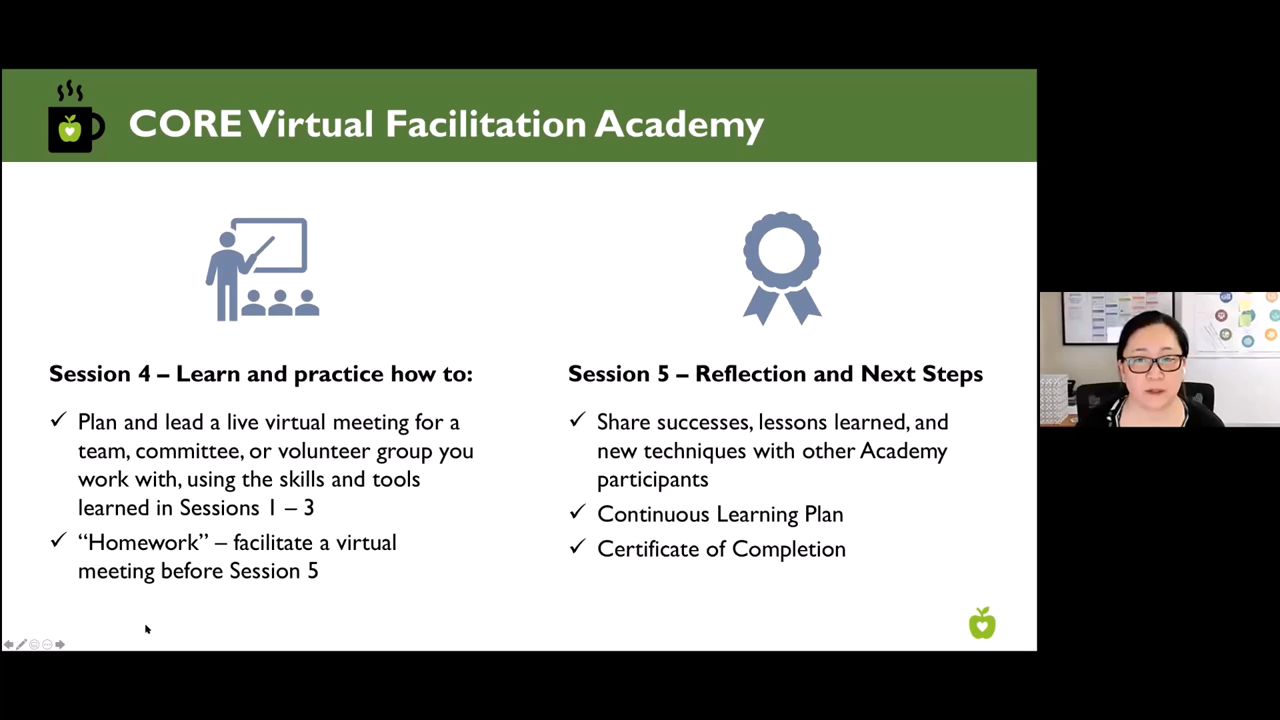 CORE Virtual Facilitation Academy
Session 4 – Learn and practice how to:
✓ Plan and lead a live virtual meeting for a
team, committee, or volunteer group you
work with, using the skills and tools
learned in Sessions 1 – 3
✓ “Homework” – facilitate a virtual
meeting before Session 5
Session 5 – Reflection and Next Steps
✓ Share successes, lessons learned, and
new techniques with other Academy
participants
✓ Continuous Learning Plan
✓ Certificate of Completion